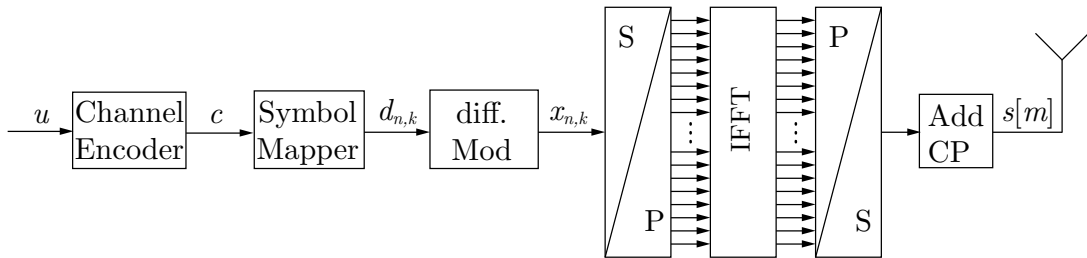 u
Channel
Encoder
c
Symbol
Mapper
d_{n,k}
diff.
Mod
x_{n,k}
S
P
IFFT
P
S
Add
CP
s[m]